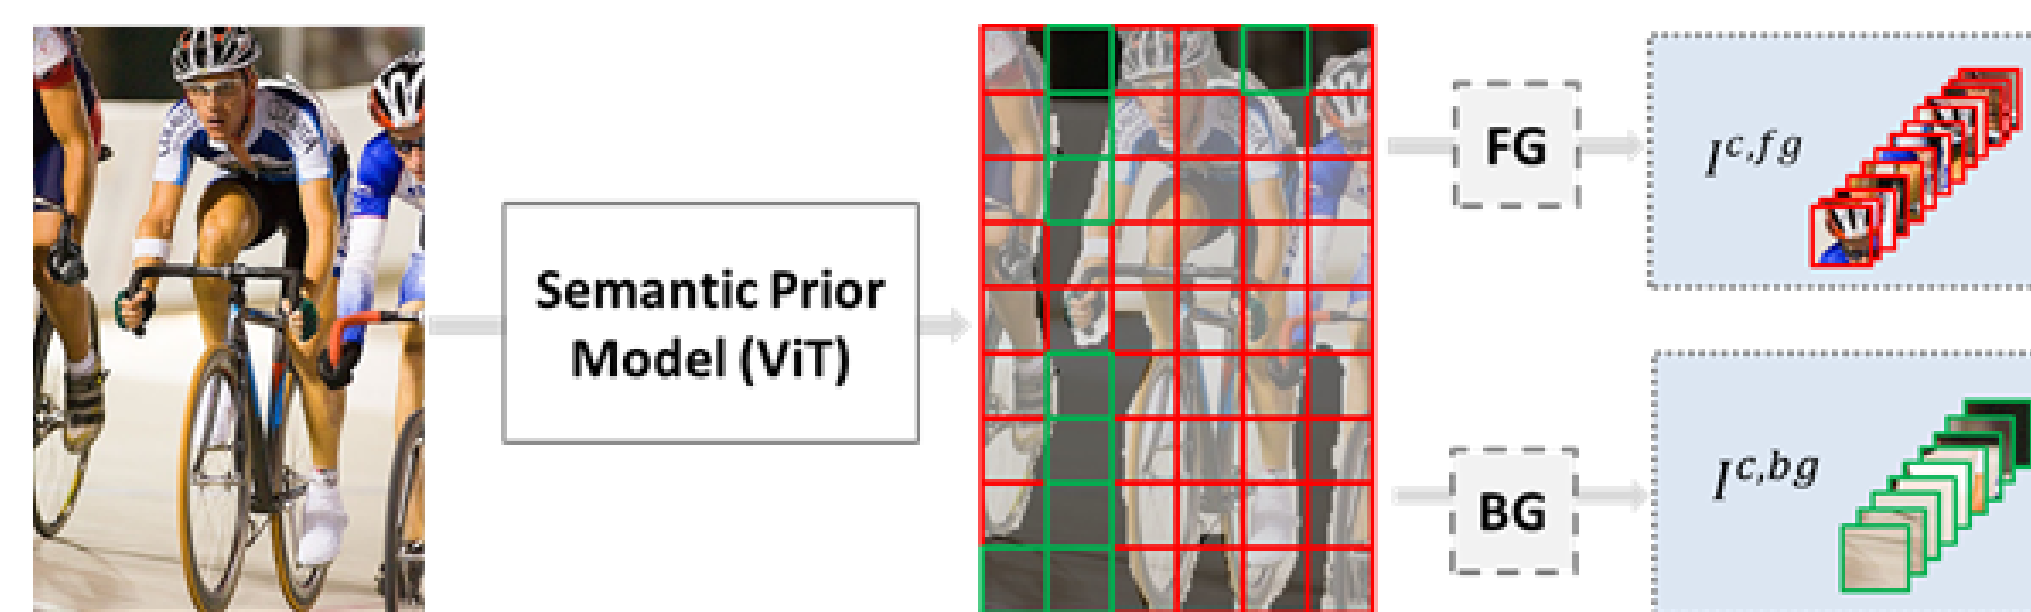 Semantic Prior
Model (ViT)
FG
I^{c,fg}
BG
I^{c,bg}